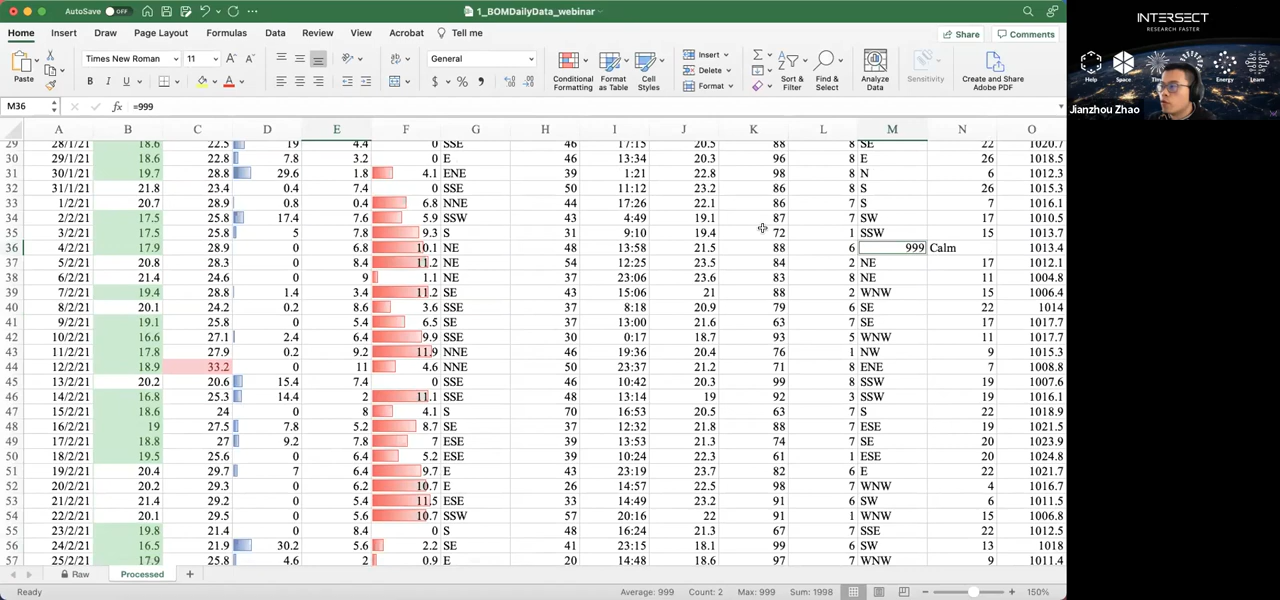 AutoSave OFF 1_BOMDailyData_webinar
Home Insert Draw Page Layout Formulas Data Review View Acrobat Tell me Share Comments
Paste Times New Roman 11 General Conditional Formatting Format as Table Cell Styles Insert Delete Format Sort & Filter Find & Select Analyze Data Sensitivity Create and Share Adobe PDF
M36 fx =999
A B C D E F G H I J K L M N O
29 28/1/21 18.6 22.5 19 4.4 0 SSE 46 17:15 20.5 88 8 SE 22 1020.7
30 29/1/21 18.6 22.8 7.8 3.2 0 E 46 13:34 20.3 96 8 E 26 1018.5
31 30/1/21 19.7 28.8 29.6 1.8 4.1 ENE 39 1:21 22.8 98 8 N 6 1012.3
32 31/1/21 21.8 23.4 0.4 7.4 0 SSE 50 11:12 23.2 86 8 S 26 1015.3
33 1/2/21 20.7 28.9 0.8 0.4 6.8 NNE 44 17:26 22.1 86 7 S 7 1016.1
34 2/2/21 17.5 25.8 17.4 7.6 5.9 SSW 43 4:49 19.1 87 7 SW 17 1010.5
35 3/2/21 17.5 25.8 5 7.8 9.3 S 31 9:10 19.4 72 1 SSW 15 1013.7
36 4/2/21 17.9 28.9 0 6.8 10.1 NE 48 13:58 21.5 88 6 999 Calm 1013.4
37 5/2/21 20.8 28.3 0 8.4 11.2 NE 54 12:25 23.5 84 2 NE 17 1012.1
38 6/2/21 21.4 24.6 0 9 1.1 NE 37 23:06 23.6 83 8 NE 11 1004.8
39 7/2/21 19.4 28.8 1.4 3.4 11.2 SE 43 15:06 21 88 2 WNW 15 1006.4
40 8/2/21 20.1 24.2 0.2 8.6 3.6 SSE 37 8:18 20.9 79 6 SE 22 1014
41 9/2/21 19.1 25.8 0 5.4 6.5 SE 37 13:00 21.6 63 7 SE 17 1017.7
42 10/2/21 16.6 27.1 2.4 6.4 9.9 SSE 30 0:17 18.7 93 5 WNW 11 1017.7
43 11/2/21 17.8 27.9 0.2 9.2 11.9 NNE 46 19:36 20.4 76 1 NW 9 1015.3
44 12/2/21 18.9 33.2 0 11 4.6 NNE 50 23:37 21.2 71 8 ENE 7 1008.8
45 13/2/21 20.2 20.6 15.4 7.4 0 SSE 46 10:42 20.3 99 8 SSW 19 1007.6
46 14/2/21 16.8 25.3 14.4 2 11.1 SSE 48 13:14 19 92 3 SSW 19 1016.1
47 15/2/21 18.6 24 0 8 4.1 S 70 16:53 20.5 63 7 S 22 1018.9
48 16/2/21 19 27.5 7.8 5.2 8.7 SE 37 12:32 21.8 88 7 ESE 19 1021.5
49 17/2/21 18.8 27 9.2 7.8 7 ESE 39 13:53 21.3 74 7 SE 20 1023.9
50 18/2/21 19.5 25.6 0 6.4 5.2 ESE 39 10:24 22.3 61 1 ESE 20 1024.8
51 19/2/21 20.4 29.7 7 6.4 9.7 E 43 23:19 23.7 82 6 E 22 1021.7
52 20/2/21 20.2 29.3 0 6.2 10.7 E 26 14:57 22.5 98 7 WNW 4 1016.7
53 21/2/21 21.4 29.2 0 5.4 11.5 ESE 33 14:49 23.2 91 6 SW 6 1011.5
54 22/2/21 20.1 29.5 0 5.6 10.7 SSW 57 20:16 22 91 1 WNW 15 1006.8
55 23/2/21 19.8 21.4 0 8.4 0 S 48 16:24 21.3 67 7 SSE 22 1012.5
56 24/2/21 16.5 21.9 30.2 5.6 2.2 SE 41 23:15 18.1 99 6 SW 13 1018
57 25/2/21 17.9 25.8 4.6 2 0.9 E 20 14:48 18.6 98 7 WNW 9 1011.4
Raw Processed
Ready Average: 999 Count: 2 Max: 999 Sum: 1998 150%
INTERSECT
RESEARCH FASTER
Help Space Energy Learn
Jianzhou Zhao